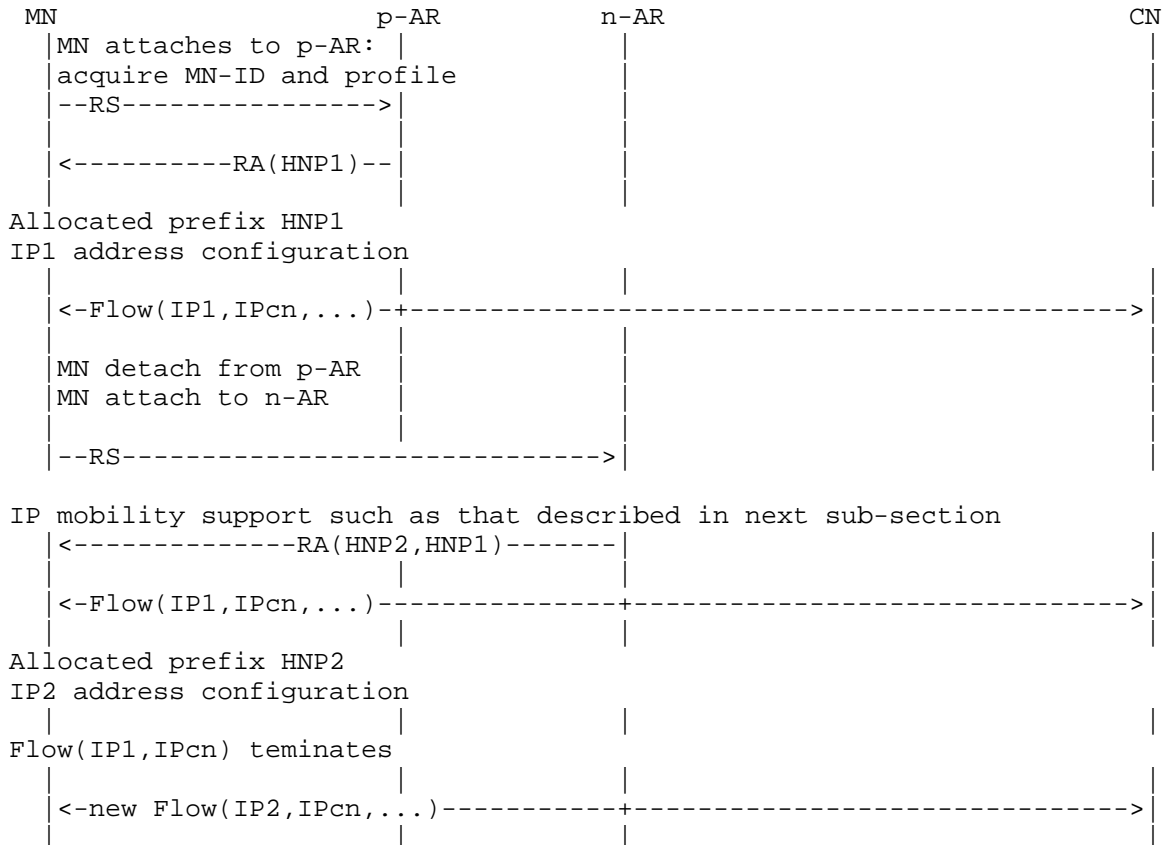 MN p-AR n-AR CN
MN attaches to p-AR:
acquire MN-ID and profile
--RS---------------->
<----------RA(HNP1)--
Allocated prefix HNP1
IP1 address configuration
<-Flow(IP1,IPcn,...)-+--------------------------------------------->
MN detach from p-AR
MN attach to n-AR
--RS------------------------------>
IP mobility support such as that described in next sub-section
<--------------RA(HNP2,HNP1)-------
<-Flow(IP1,IPcn,...)---------------+------------------------------->
Allocated prefix HNP2
IP2 address configuration
Flow(IP1,IPcn) teminates
<-new Flow(IP2,IPcn,...)-----------+------------------------------->